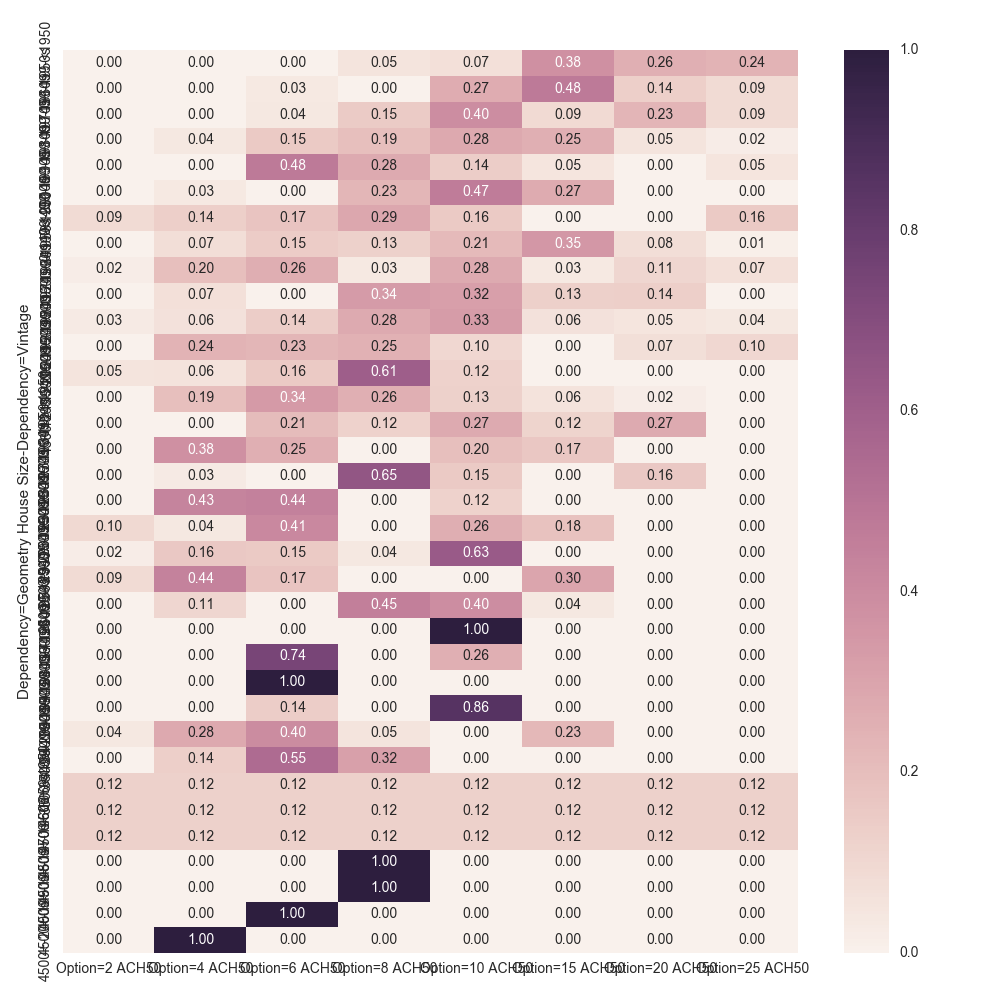 0.00 0.00 0.00 0.05 0.07 0.38 0.26 0.24
0.00 0.00 0.03 0.00 0.27 0.48 0.14 0.09
0.00 0.00 0.04 0.15 0.40 0.09 0.23 0.09
0.00 0.04 0.15 0.19 0.28 0.25 0.05 0.02
0.00 0.00 0.48 0.28 0.14 0.05 0.00 0.05
0.00 0.03 0.00 0.23 0.47 0.27 0.00 0.00
0.09 0.14 0.17 0.29 0.16 0.00 0.00 0.16
0.00 0.07 0.15 0.13 0.21 0.35 0.08 0.01
0.02 0.20 0.26 0.03 0.28 0.03 0.11 0.07
0.00 0.07 0.00 0.34 0.32 0.13 0.14 0.00
0.03 0.06 0.14 0.28 0.33 0.06 0.05 0.04
0.00 0.24 0.23 0.25 0.10 0.00 0.07 0.10
0.05 0.06 0.16 0.61 0.12 0.00 0.00 0.00
0.00 0.19 0.34 0.26 0.13 0.06 0.02 0.00
0.00 0.00 0.21 0.12 0.27 0.12 0.27 0.00
0.00 0.38 0.25 0.00 0.20 0.17 0.00 0.00
0.00 0.03 0.00 0.65 0.15 0.00 0.16 0.00
0.00 0.43 0.44 0.00 0.12 0.00 0.00 0.00
0.10 0.04 0.41 0.00 0.26 0.18 0.00 0.00
0.02 0.16 0.15 0.04 0.63 0.00 0.00 0.00
0.09 0.44 0.17 0.00 0.00 0.30 0.00 0.00
0.00 0.11 0.00 0.45 0.40 0.04 0.00 0.00
0.00 0.00 0.00 0.00 1.00 0.00 0.00 0.00
0.00 0.00 0.74 0.00 0.26 0.00 0.00 0.00
0.00 0.00 1.00 0.00 0.00 0.00 0.00 0.00
0.00 0.00 0.14 0.00 0.86 0.00 0.00 0.00
0.04 0.28 0.40 0.05 0.00 0.23 0.00 0.00
0.00 0.14 0.55 0.32 0.00 0.00 0.00 0.00
0.12 0.12 0.12 0.12 0.12 0.12 0.12 0.12
0.12 0.12 0.12 0.12 0.12 0.12 0.12 0.12
0.12 0.12 0.12 0.12 0.12 0.12 0.12 0.12
0.00 0.00 0.00 1.00 0.00 0.00 0.00 0.00
0.00 0.00 0.00 1.00 0.00 0.00 0.00 0.00
0.00 0.00 1.00 0.00 0.00 0.00 0.00 0.00
0.00 1.00 0.00 0.00 0.00 0.00 0.00 0.00
Option=2 ACH50 Option=4 ACH50 Option=6 ACH50 Option=8 ACH50 Option=10 ACH50 Option=15 ACH50 Option=20 ACH50 Option=25 ACH50
Dependency=Geometry House Size-Dependency=Vintage
1.0
0.8
0.6
0.4
0.2
0.0